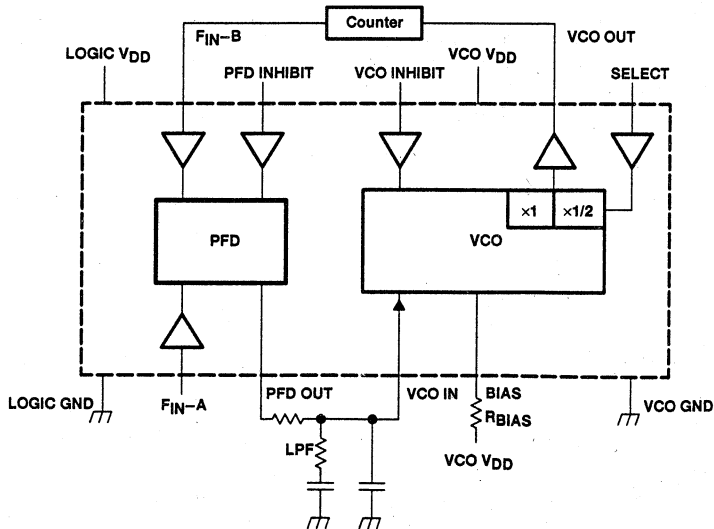 Counter
FIN–B
VCO OUT
LOGIC VDD
PFD INHIBIT
VCO INHIBIT
VCO VDD
SELECT
×1
×1/2
PFD
VCO
LOGIC GND
FIN–A
PFD OUT
VCO IN
BIAS
RBIAS
VCO GND
LPF
VCO VDD